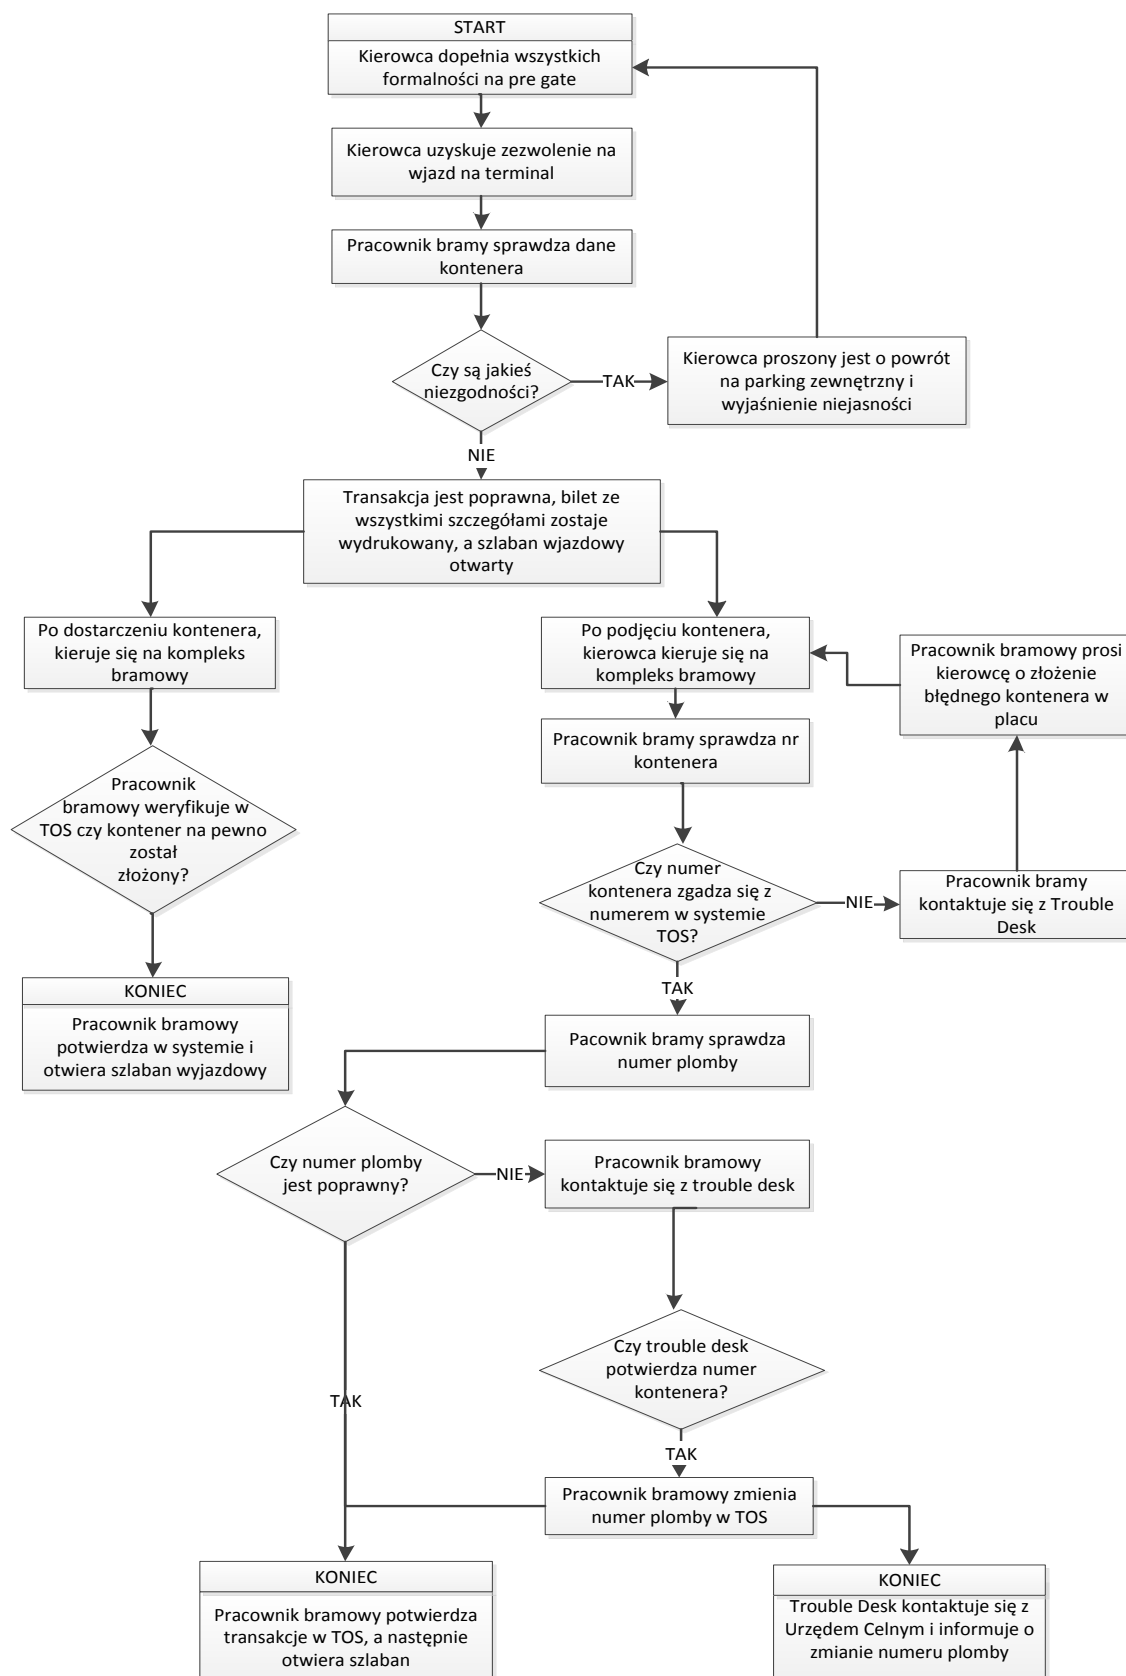 START
Kierowca dopełnia wszystkich
formalności na pre gate
Kierowca uzyskuje zezwolenie na
wjazd na terminal
Pracownik bramy sprawdza dane
kontenera
Czy są jakieś
niezgodności?
TAK
Kierowca proszony jest o powrót
na parking zewnętrzny i
wyjaśnienie niejasności
NIE
Transakcja jest poprawna, bilet ze
wszystkimi szczegółami zostaje
wydrukowany, a szlaban wjazdowy
otwarty
Po dostarczeniu kontenera,
kieruje się na kompleks
bramowy
Po podjęciu kontenera,
kierowca kieruje się na
kompleks bramowy
Pracownik bramowy prosi
kierowcę o złożenie
błędnego kontenera w
placu
Pracownik bramy sprawdza nr
kontenera
Pracownik
bramowy weryfikuje w
TOS czy kontener na pewno
został
złożony?
Czy numer
kontenera zgadza się z
numerem w systemie
TOS?
NIE
Pracownik bramy
kontaktuje się z Trouble
Desk
TAK
KONIEC
Pracownik bramowy
potwierdza w systemie i
otwiera szlaban wyjazdowy
Pacownik bramy sprawdza
numer plomby
Czy numer plomby
jest poprawny?
NIE
Pracownik bramowy
kontaktuje się z trouble desk
Czy trouble desk
potwierdza numer
kontenera?
TAK
TAK
Pracownik bramowy zmienia
numer plomby w TOS
KONIEC
Pracownik bramowy potwierdza
transakcje w TOS, a następnie
otwiera szlaban
KONIEC
Trouble Desk kontaktuje się z
Urzędem Celnym i informuje o
zmianie numeru plomby